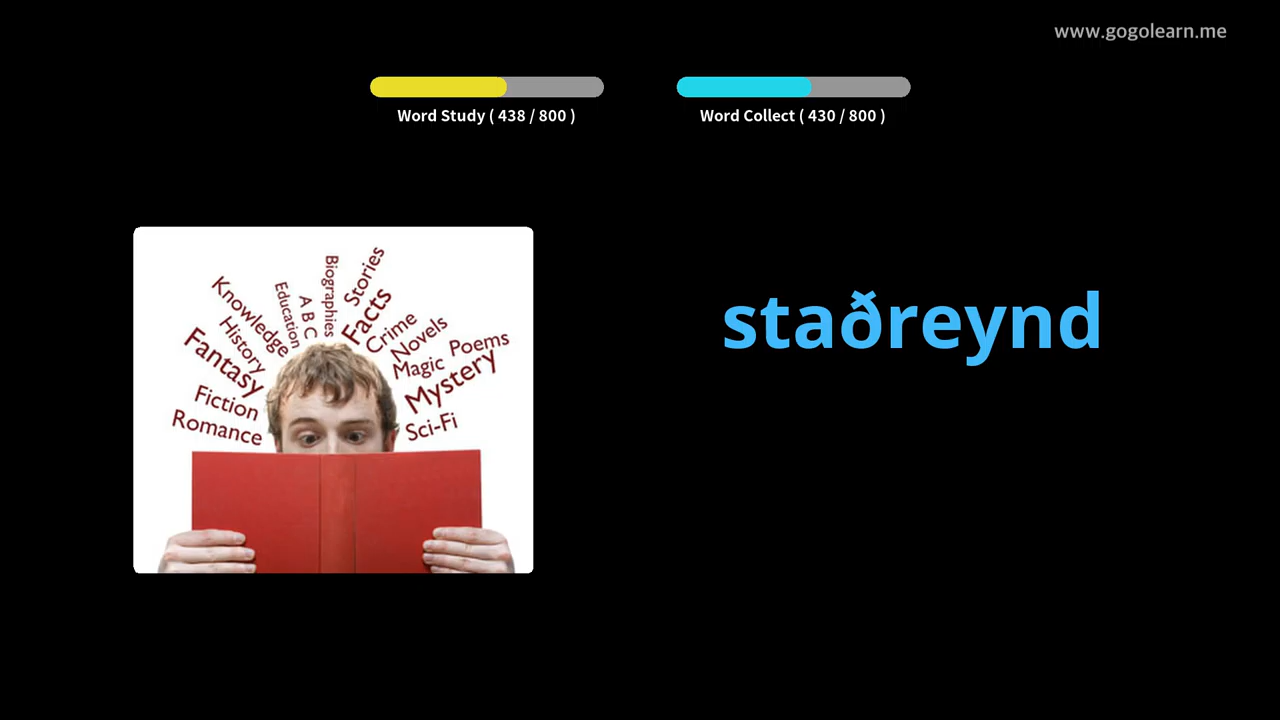 www.gogolearn.me
Word Study ( 438 / 800 )
Word Collect ( 430 / 800 )
staðreynd
Romance
Fiction
Fantasy
History
Knowledge
Education
A B C
Biographies
Stories
Facts
Crime
Novels
Magic
Poems
Mystery
Sci-Fi